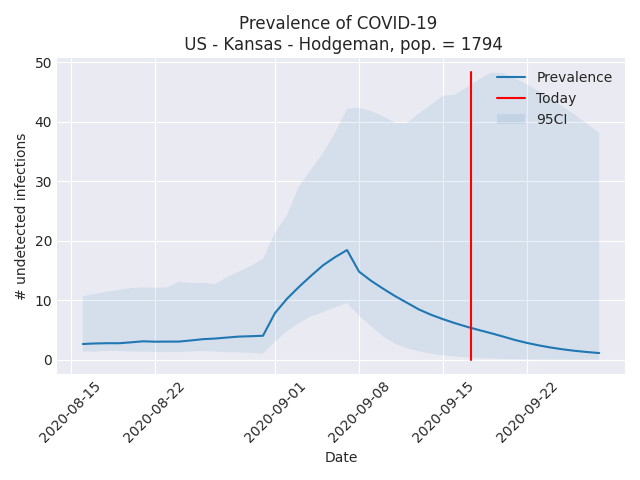 Prevalence of COVID-19
US - Kansas - Hodgeman, pop. = 1794
50
40
30
20
10
0
# undetected infections
Prevalence
Today
95CI
2020-08-15
2020-08-22
2020-09-01
2020-09-08
2020-09-15
2020-09-22
Date